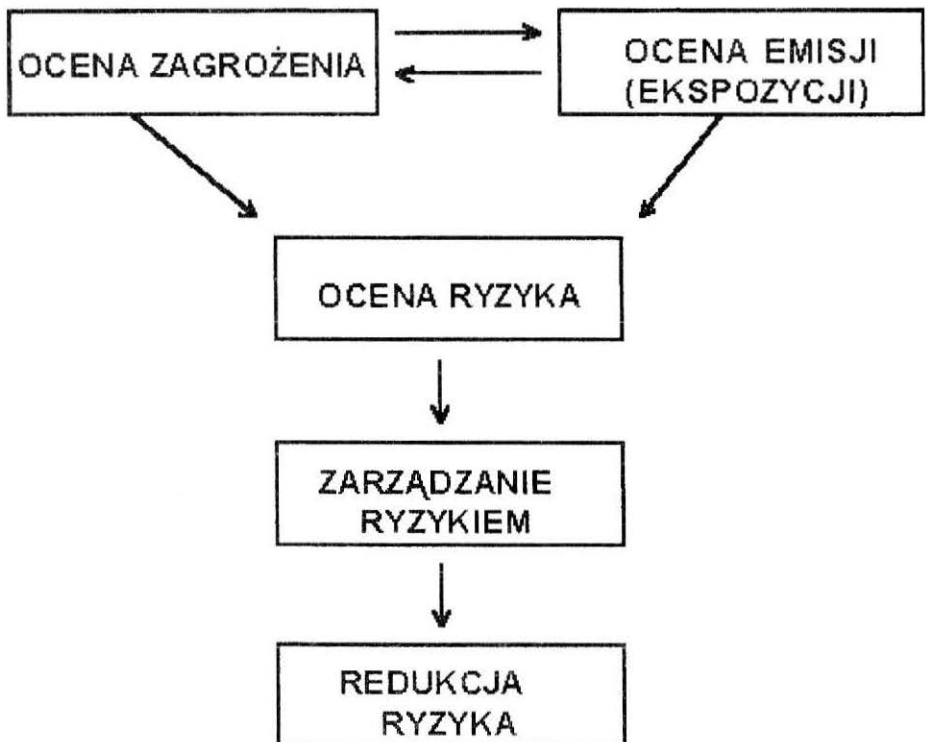 OCENA ZAGROŻENIA
OCENA EMISJI
(EKSPOZYCJI)
OCENA RYZYKA
ZARZĄDZANIE
RYZYKIEM
REDUKCJA
RYZYKA